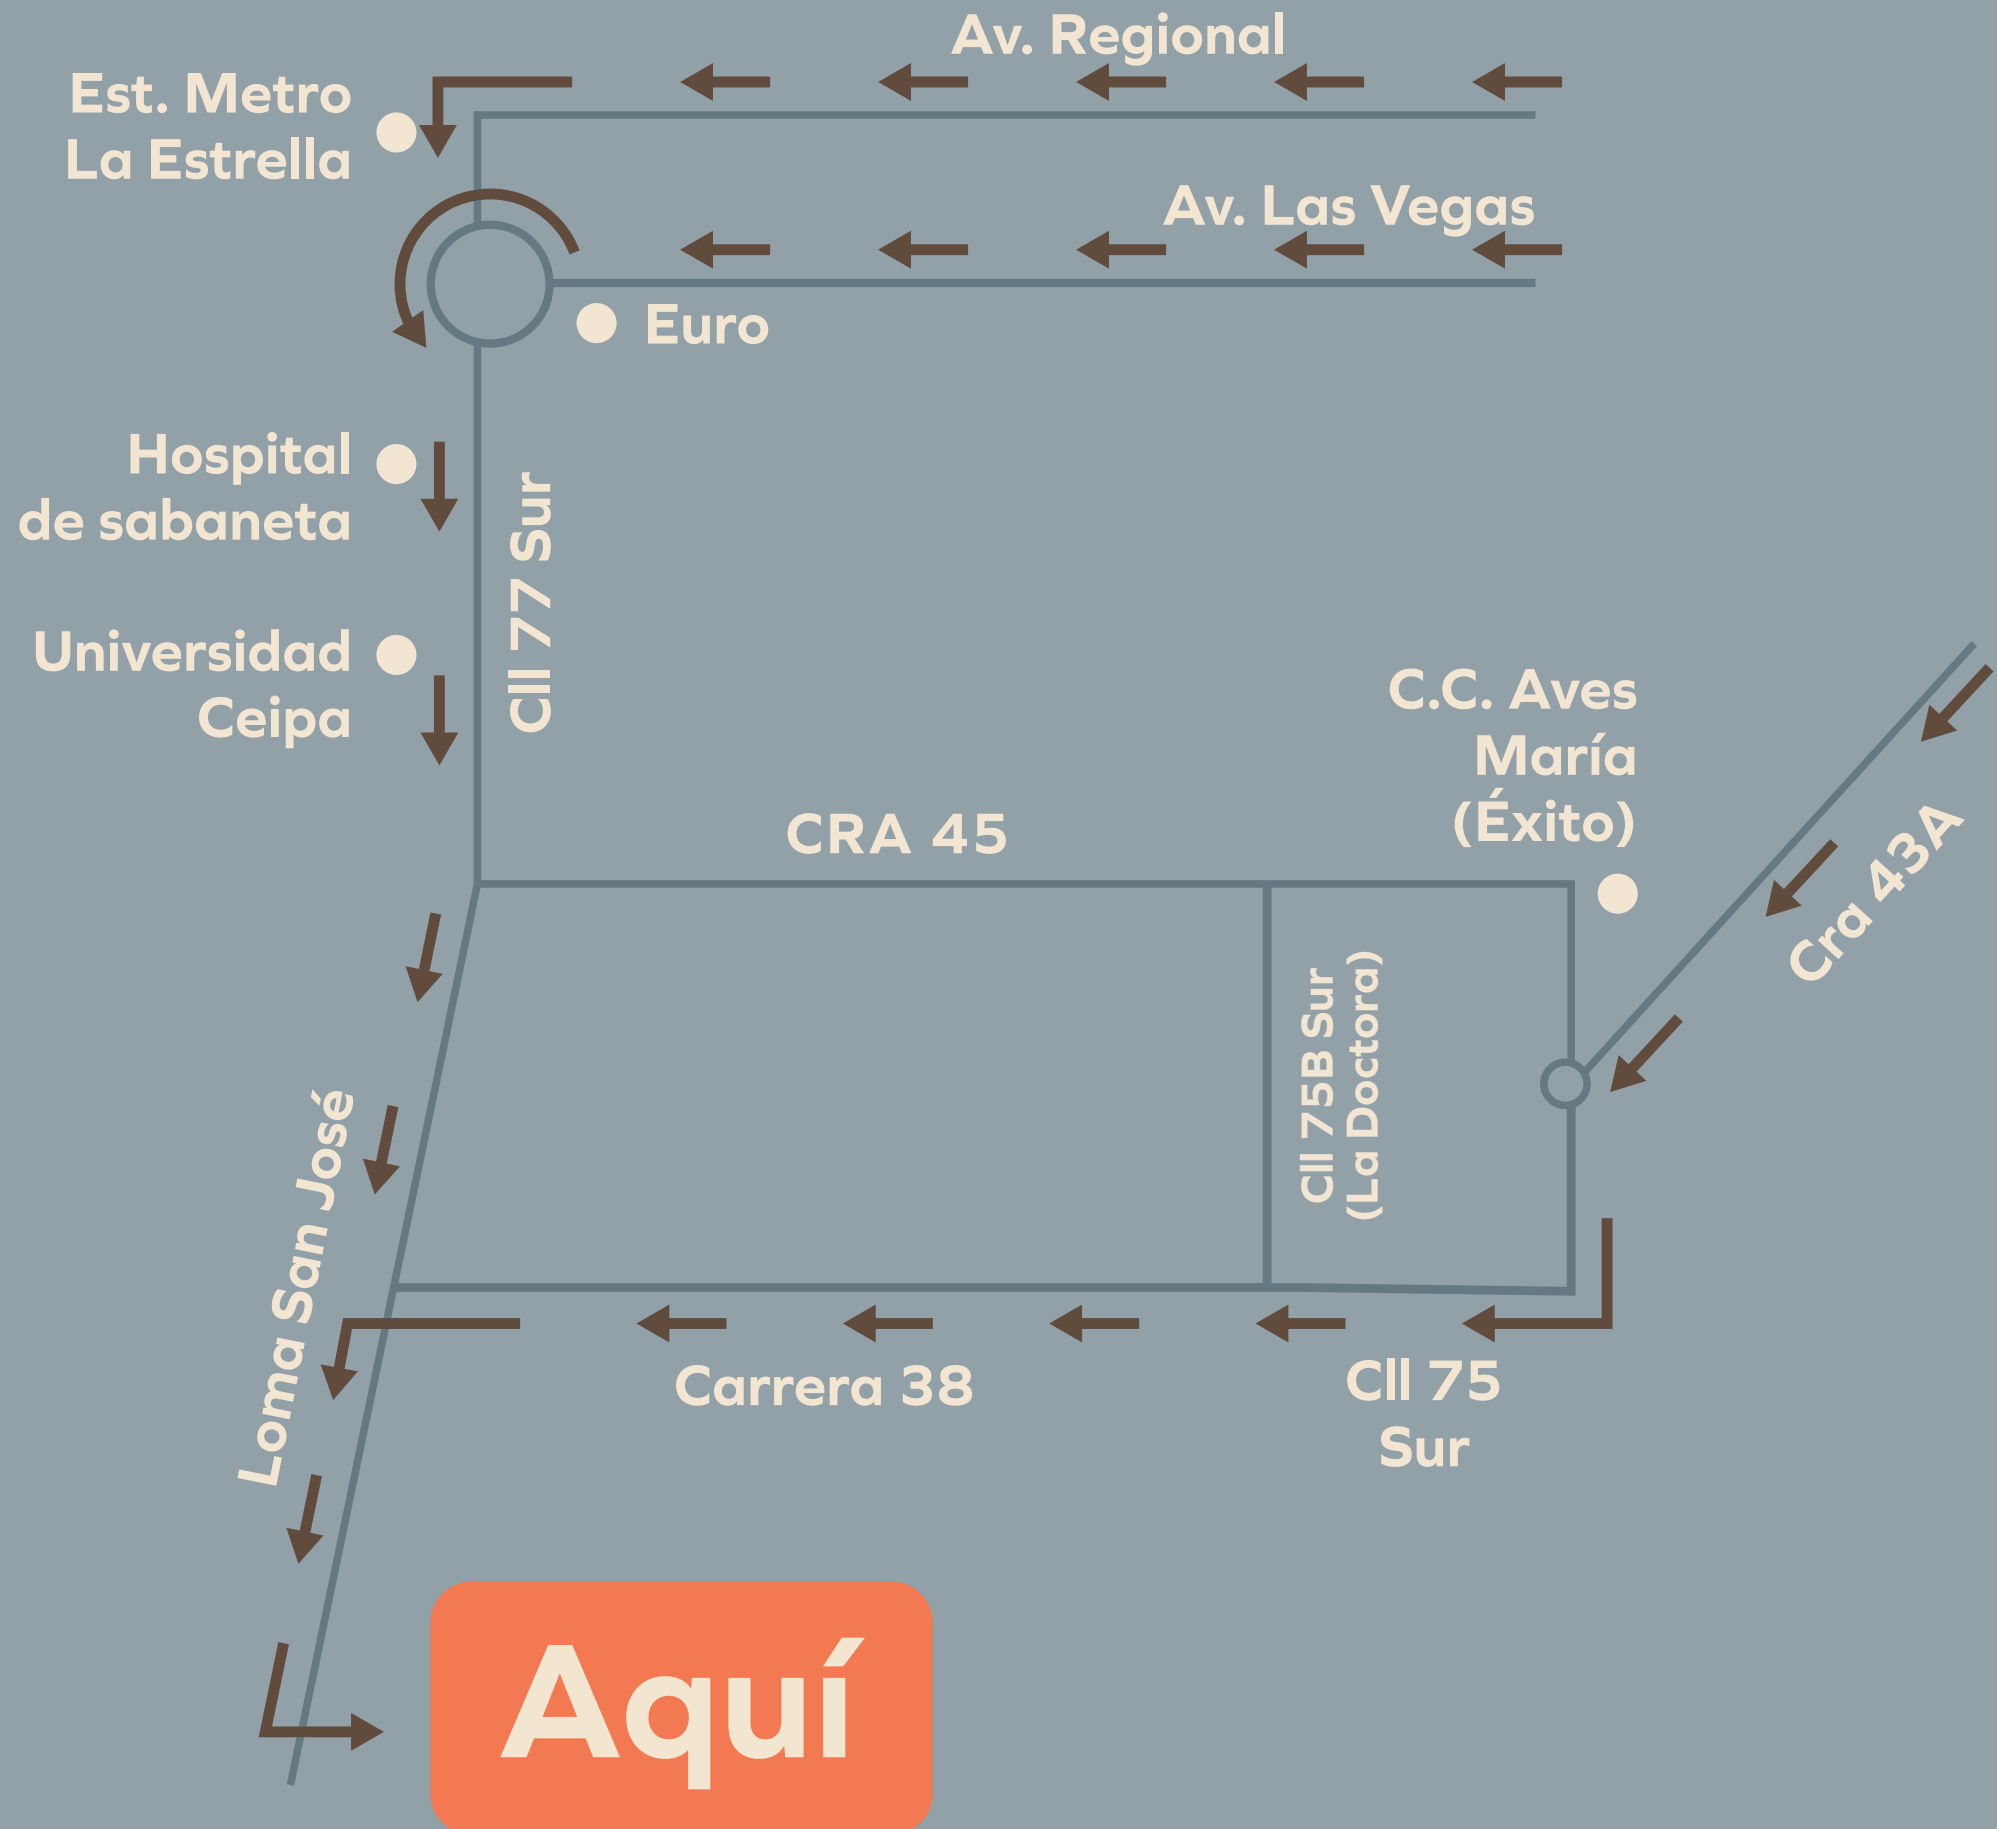 Av. Regional
Est. Metro
La Estrella
Av. Las Vegas
Euro
Hospital
de sabaneta
Cll 77 Sur
Universidad
Ceipa
C.C. Aves
María
(Éxito)
CRA 45
Cra 43A
Cll 75B Sur
(La Doctora)
Loma San José
Carrera 38
Cll 75
Sur
Aquí